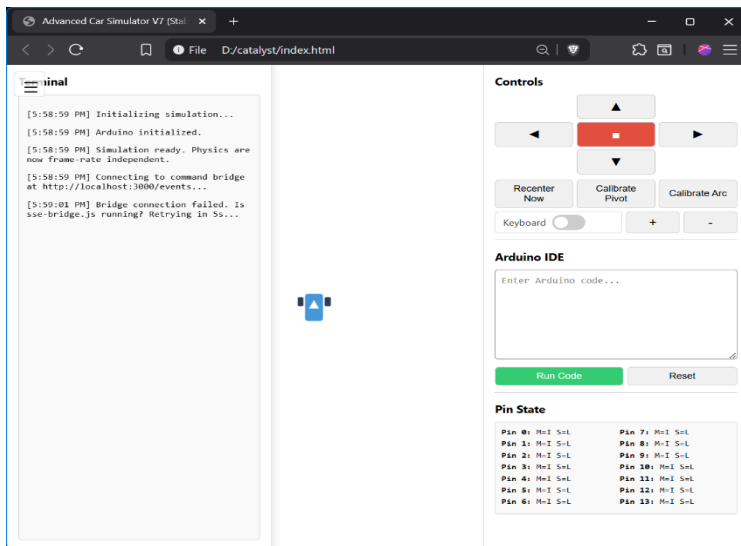 Advanced Car Simulator V7 (Stal
File
D:/catalyst/index.html
Terminal
[5:58:59 PM] Initializing simulation...
[5:58:59 PM] Arduino initialized.
[5:58:59 PM] Simulation ready. Physics are
now frame-rate independent.
[5:58:59 PM] Connecting to command bridge
at http://localhost:3000/events...
[5:59:01 PM] Bridge connection failed. Is
sse-bridge.js running? Retrying in 5s...
Controls
Recenter
Now
Calibrate
Pivot
Calibrate Arc
Keyboard
+
-
Arduino IDE
Enter Arduino code...
Run Code
Reset
Pin State
Pin 0: M=I S=L
Pin 1: M=I S=L
Pin 2: M=I S=L
Pin 3: M=I S=L
Pin 4: M=I S=L
Pin 5: M=I S=L
Pin 6: M=I S=L
Pin 7: M=I S=L
Pin 8: M=I S=L
Pin 9: M=I S=L
Pin 10: M=I S=L
Pin 11: M=I S=L
Pin 12: M=I S=L
Pin 13: M=I S=L